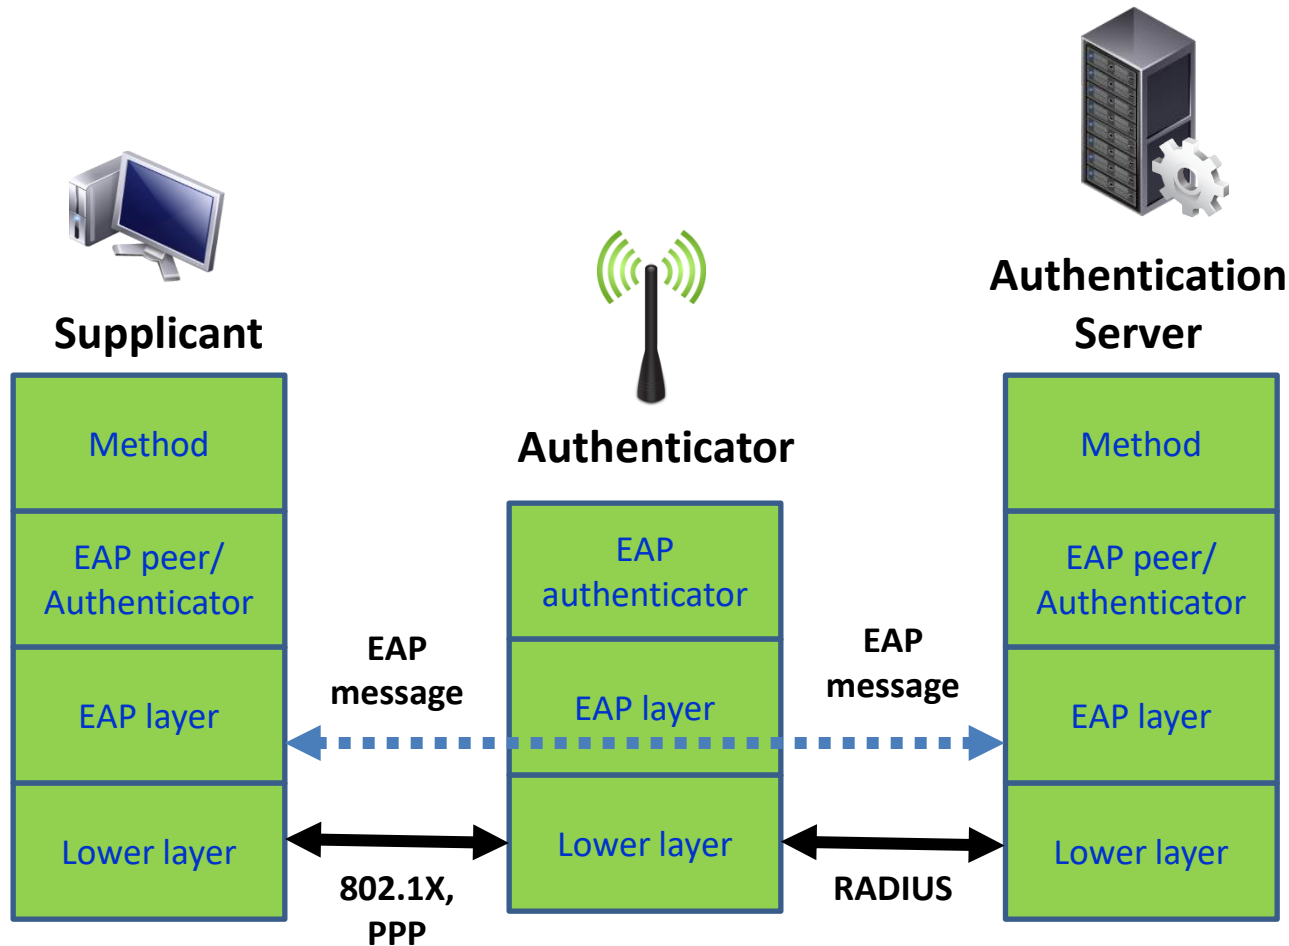 Supplicant
Method
EAP peer/
Authenticator
EAP layer
Lower layer
EAP
message
802.1X,
PPP
Authenticator
EAP
authenticator
EAP layer
Lower layer
EAP
message
RADIUS
Authentication
Server
Method
EAP peer/
Authenticator
EAP layer
Lower layer